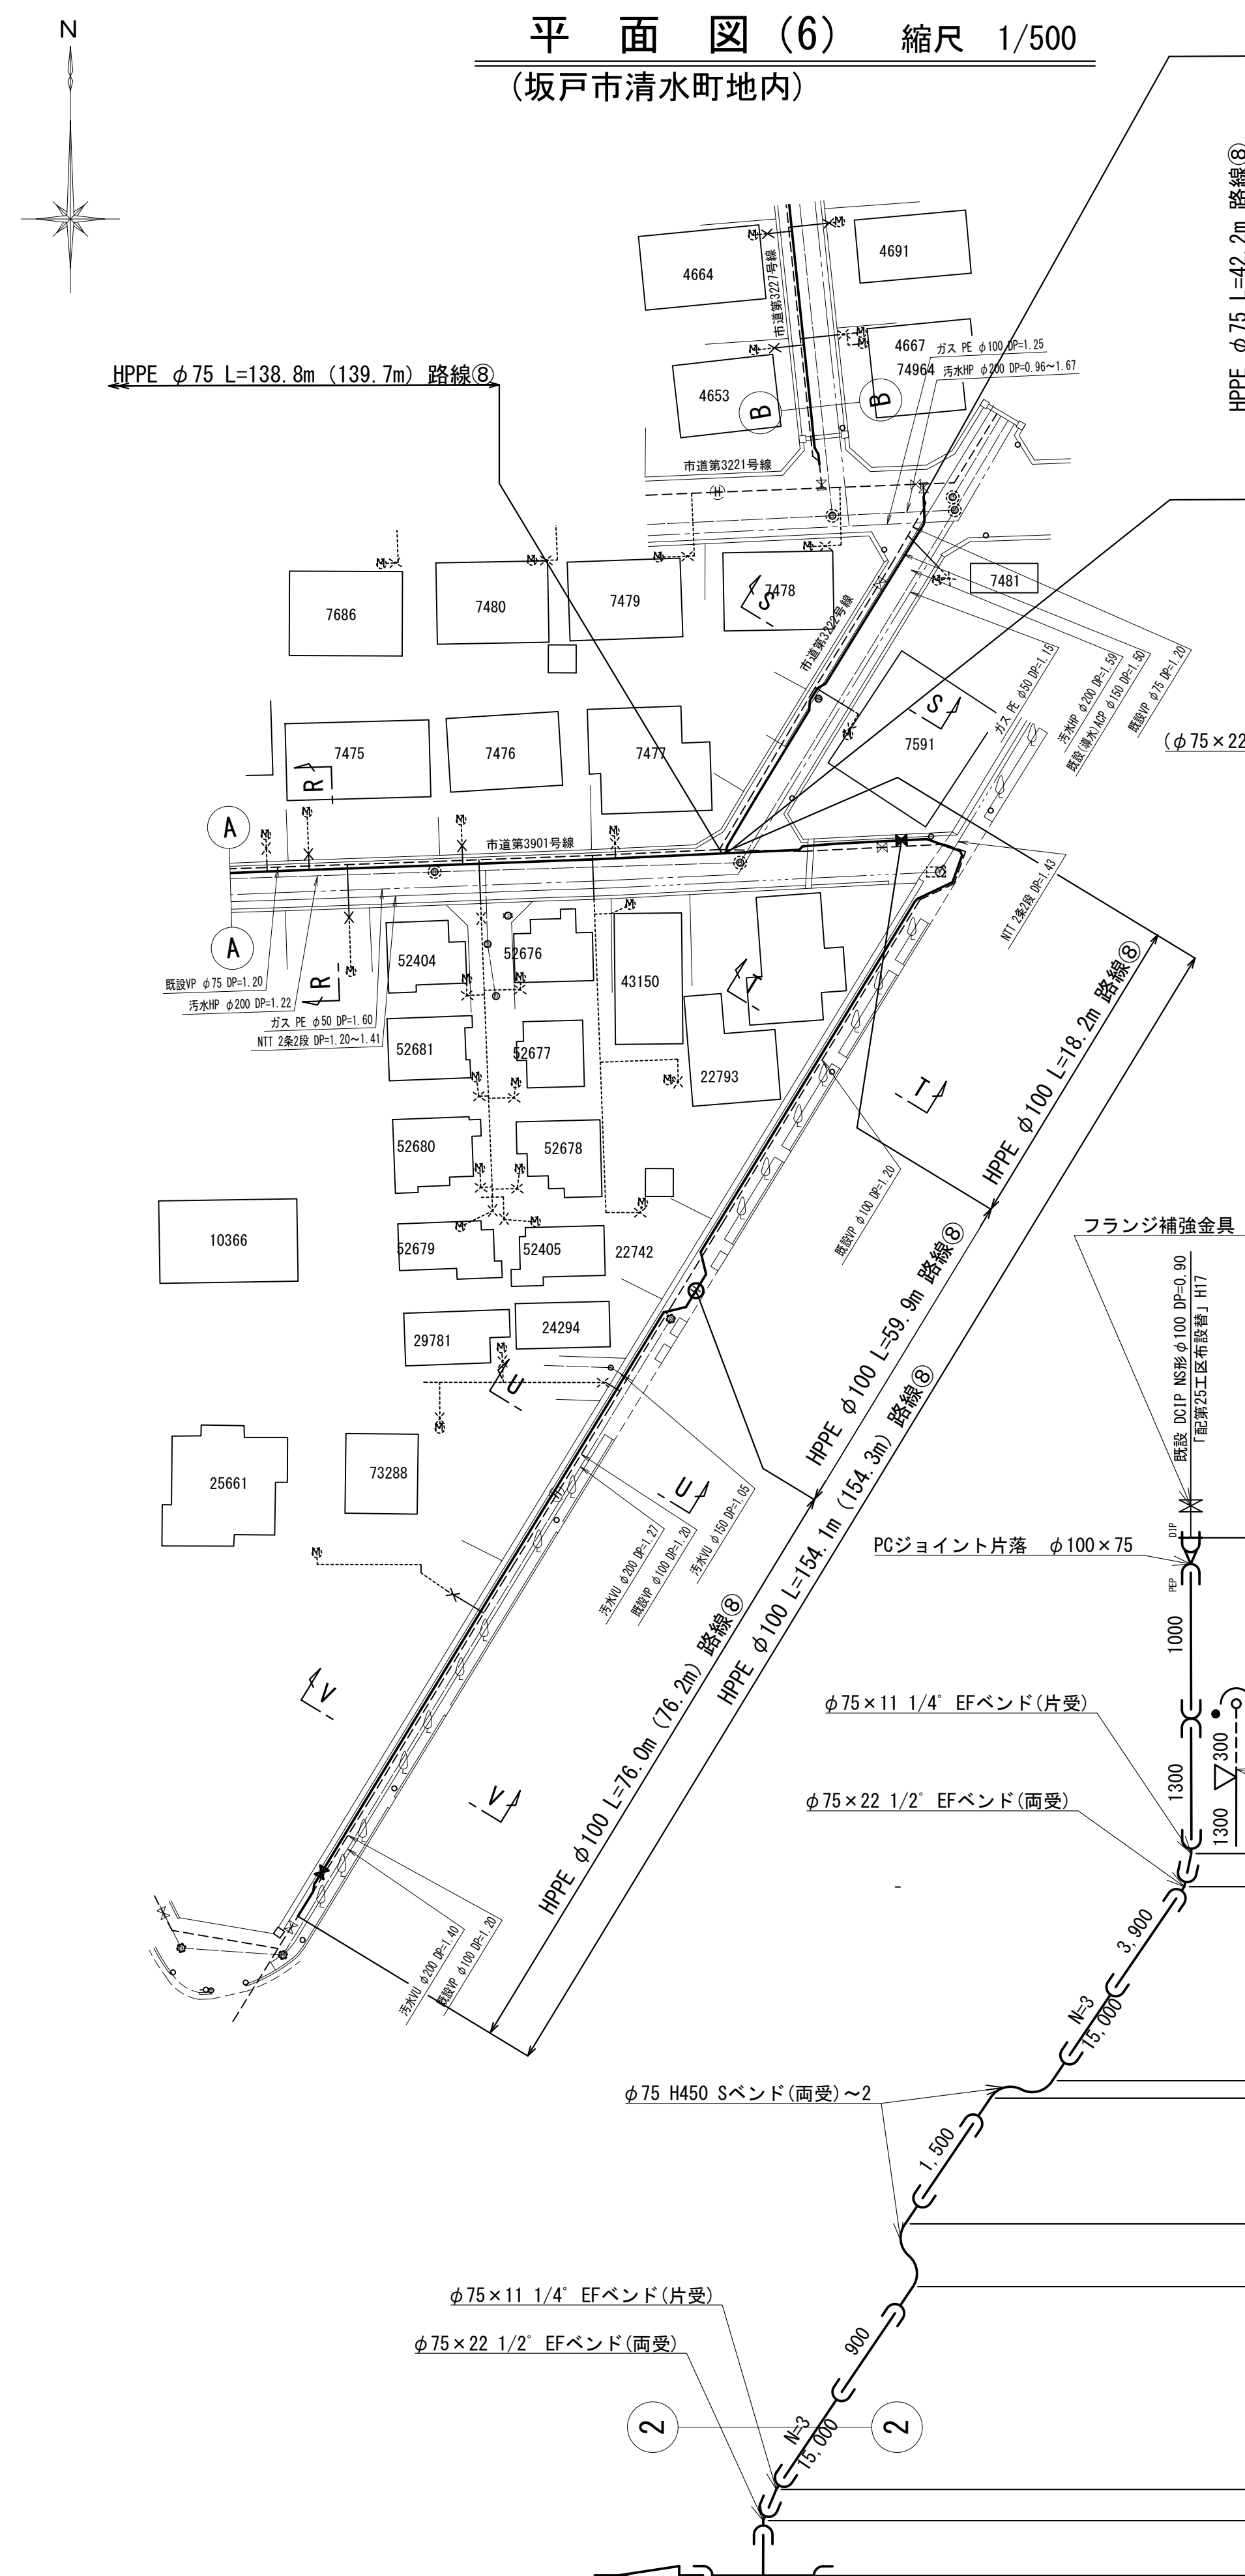 平 面 図 (6) 縮尺 1/500
(坂戸市清水町地内)
N
HPPE φ75 L=42.2m 路線⑧
4664
4691
市道第3227号線
4667
ガス PE φ100 DP=1.25
74964
汚水HP φ200 DP=0.96~1.67
4653
B
B
HPPE φ75 L=138.8m (139.7m) 路線⑧
市道第3221号線
H
7686
7480
7479
7478
7481
S
市道第3222号線
S
7591
ガス PE φ50 DP=1.15
汚水HP φ200 DP=1.59
既設(導水)ACP φ150 DP=1.50
既設VP φ75 DP=1.20
(φ75×22
7475
7476
7477
R
A
市道第3901号線
A
R
既設VP φ75 DP=1.20
汚水HP φ200 DP=1.22
ガス PE φ50 DP=1.60
NTT 2条2段 DP=1.20~1.41
NTT 2条2段 DP=1.43
52404
52676
43150
52681
52677
22793
T
T
52680
52678
既設VP φ100 DP=1.20
HPPE φ100 L=18.2m 路線⑧
10366
52679
52405
22742
29781
24294
U
U
HPPE φ100 L=59.9m 路線⑧
HPPE φ100 L=154.1m (154.3m) 路線⑧
フランジ補強金具
既設 DCIP NS形φ100 DP=0.90
「配第25工区布設替」H17
25661
73288
汚水VU φ200 DP=1.27
既設VP φ100 DP=1.20
汚水VU φ150 DP=1.05
DIP
PCジョイント片落 φ100×75
PEP
1000
V
V
HPPE φ100 L=76.0m (76.2m) 路線⑧
φ75×11 1/4° EFベンド(片受)
300
1300
1300
φ75×22 1/2° EFベンド(両受)
汚水VU φ200 DP=1.40
既設VP φ100 DP=1.20
3,900
N=3
15,000
φ75 H450 Sベンド(両受)~2
1,500
φ75×11 1/4° EFベンド(片受)
900
φ75×22 1/2° EFベンド(両受)
2
2
N=3
15,000